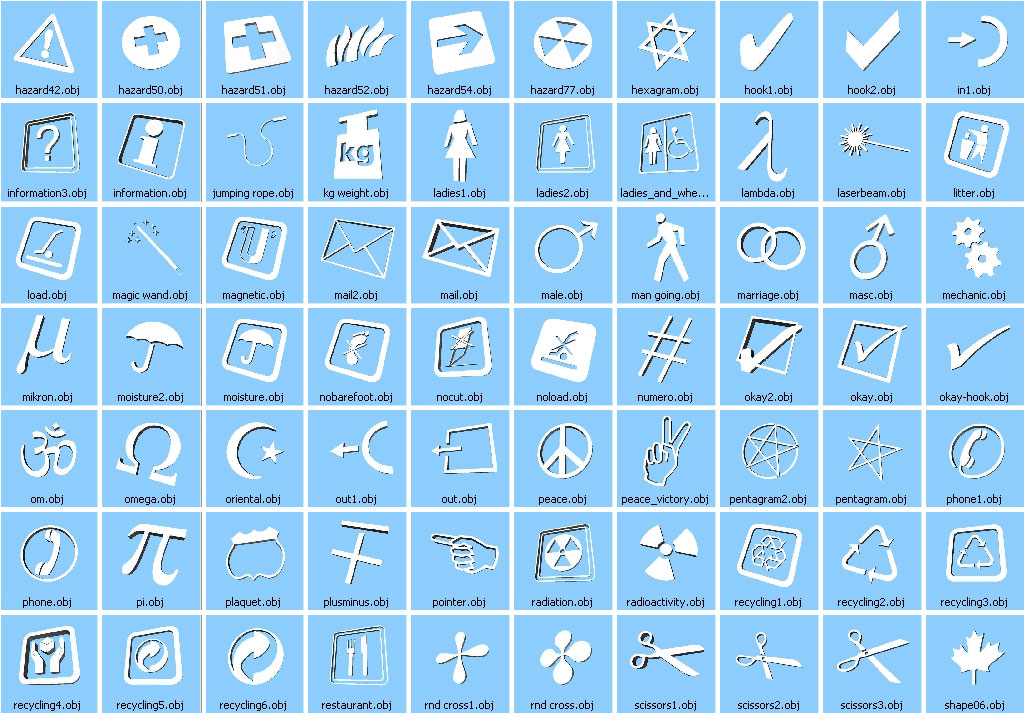 hazard42.obj hazard50.obj hazard51.obj hazard52.obj hazard54.obj hazard77.obj hexagram.obj hook1.obj hook2.obj in1.obj
?
i
kg
information3.obj information.obj jumping rope.obj kg weight.obj ladies1.obj ladies2.obj ladies_and_whe... lambda.obj laserbeam.obj litter.obj
load.obj magic wand.obj magnetic.obj mail2.obj mail.obj male.obj man going.obj marriage.obj masc.obj mechanic.obj
μ
#
mikron.obj moisture2.obj moisture.obj nobarefoot.obj nocut.obj noload.obj numero.obj okay2.obj okay.obj okay-hook.obj
ॐ
Ω
om.obj omega.obj oriental.obj out1.obj out.obj peace.obj peace_victory.obj pentagram2.obj pentagram.obj phone1.obj
π
phone.obj pi.obj plaquet.obj plusminus.obj pointer.obj radiation.obj radioactivity.obj recycling1.obj recycling2.obj recycling3.obj
recycling4.obj recycling5.obj recycling6.obj restaurant.obj rnd cross1.obj rnd cross.obj scissors1.obj scissors2.obj scissors3.obj shape06.obj